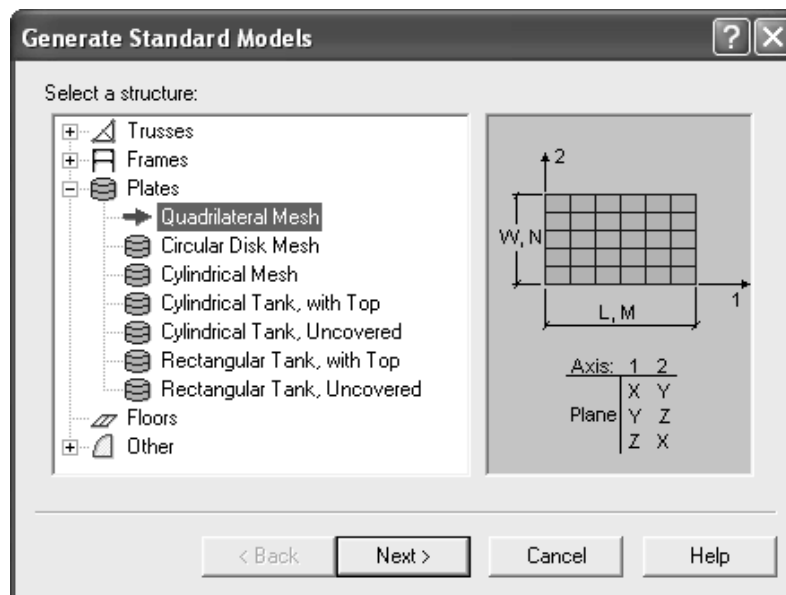 Generate Standard Models
Select a structure:
Trusses
Frames
Plates
Quadrilateral Mesh
Circular Disk Mesh
Cylindrical Mesh
Cylindrical Tank, with Top
Cylindrical Tank, Uncovered
Rectangular Tank, with Top
Rectangular Tank, Uncovered
Floors
Other
2
W, N
1
L, M
Axis: 1 2
X Y
Plane Y Z
Z X
< Back
Next >
Cancel
Help